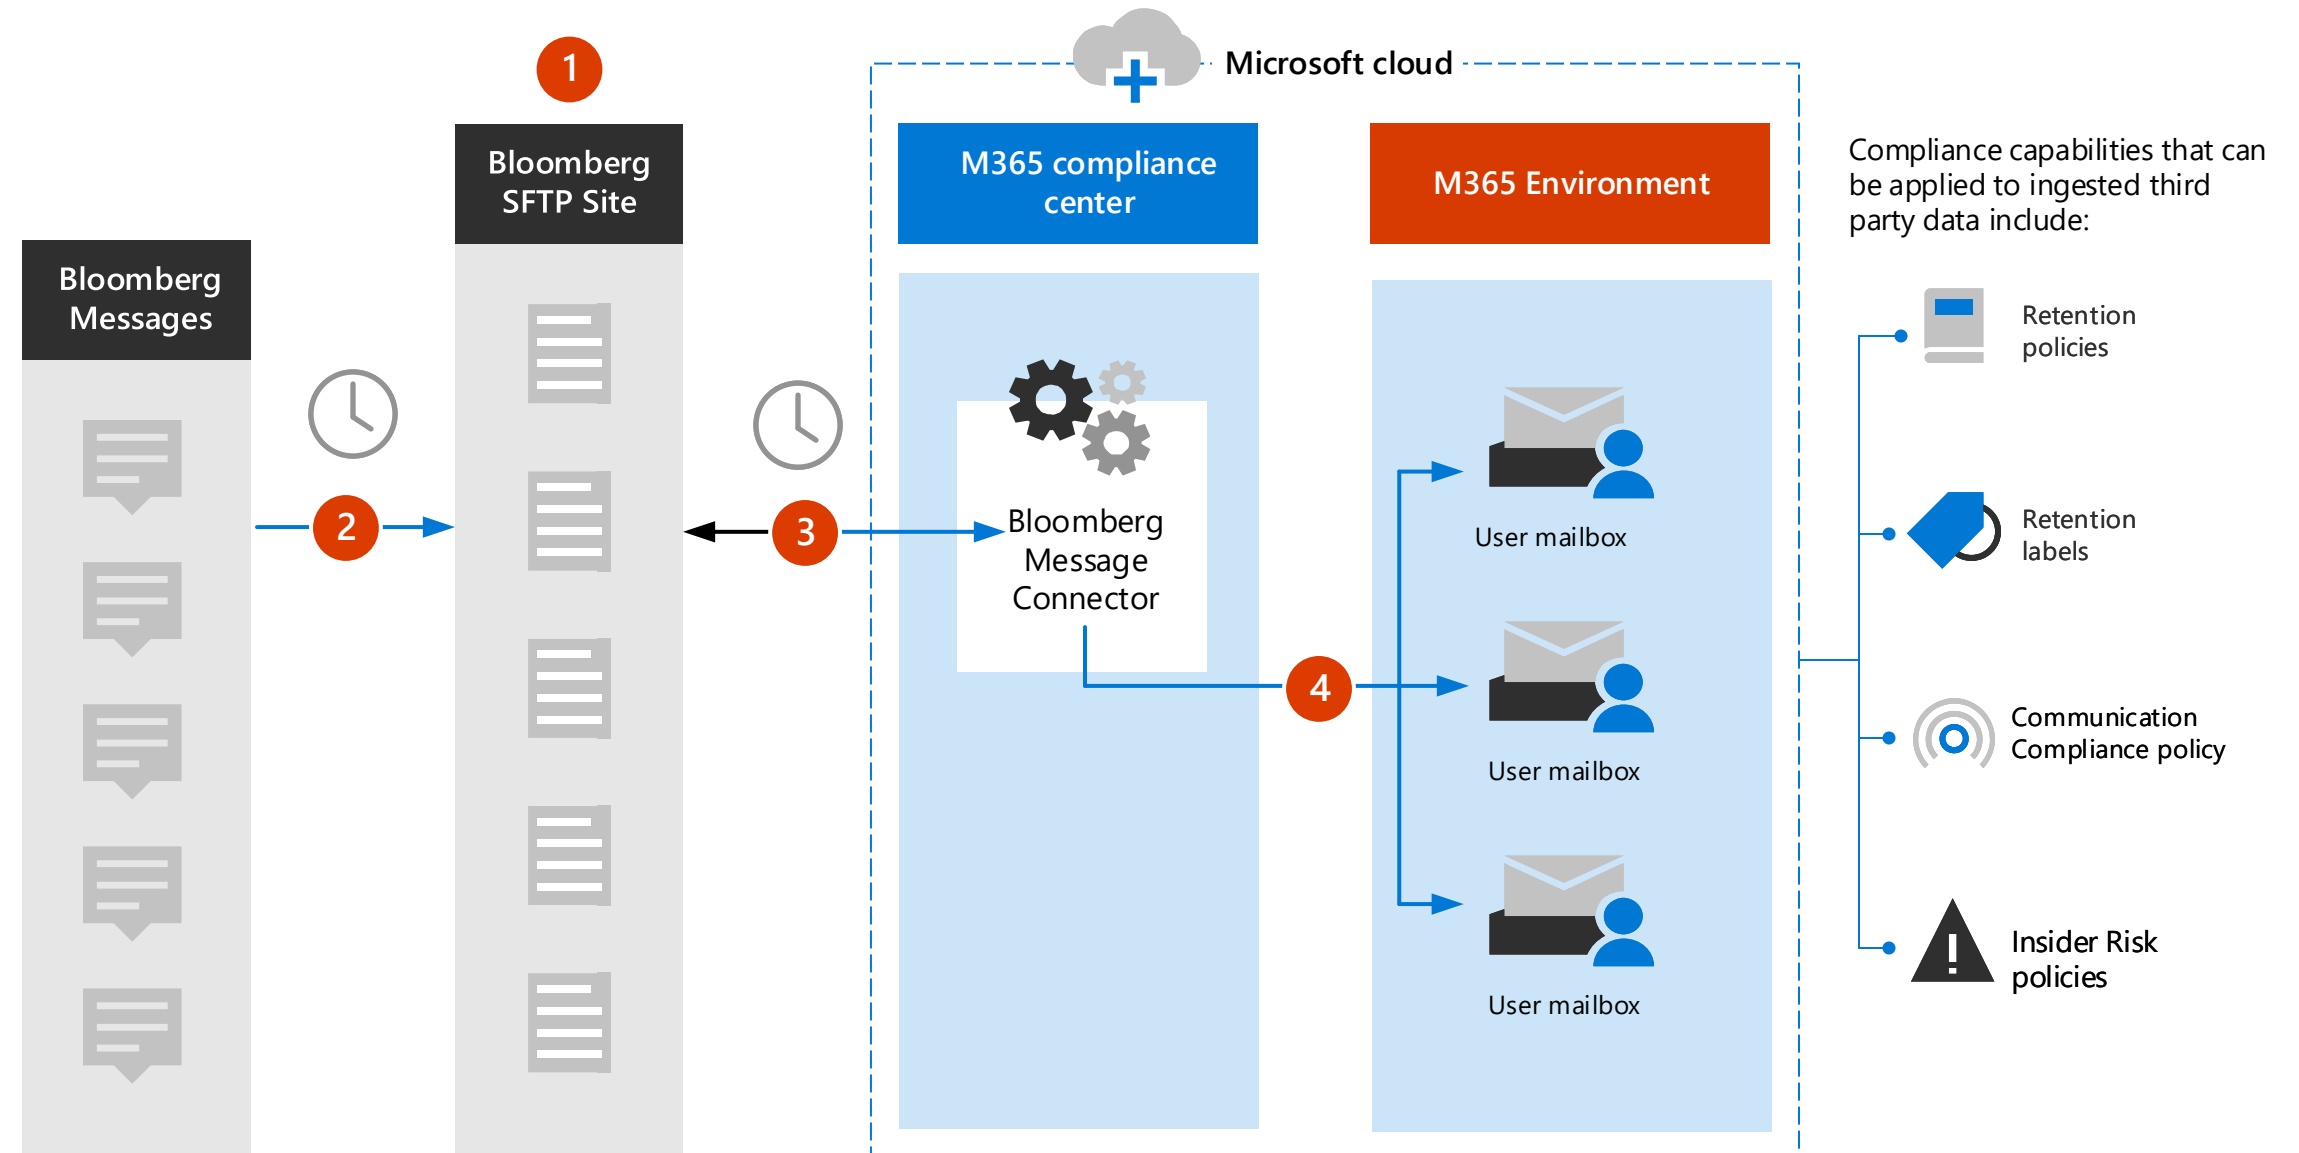 1
Microsoft cloud
Bloomberg
SFTP Site
M365 compliance
center
M365 Environment
Compliance capabilities that can
be applied to ingested third
party data include:
Bloomberg
Messages
2
3
Bloomberg
Message
Connector
4
User mailbox
User mailbox
User mailbox
Retention
policies
Retention
labels
Communication
Compliance policy
Insider Risk
policies